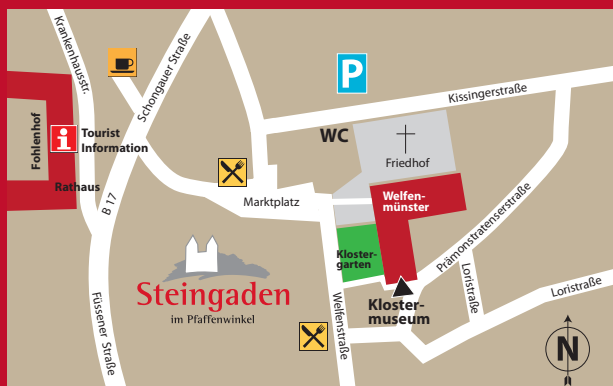 Krankenhausstr.
Schongauer Straße
P
Kissingerstraße
WC
Friedhof
Fohlenhof
i
Tourist
Information
Rathaus
B 17
Marktplatz
Welfen-
münster
Kloster-
garten
Prämonstratenserstraße
Loristraße
Loristraße
Steingaden
im Pfaffenwinkel
Füssener Straße
Welfenstraße
Kloster-
museum
N